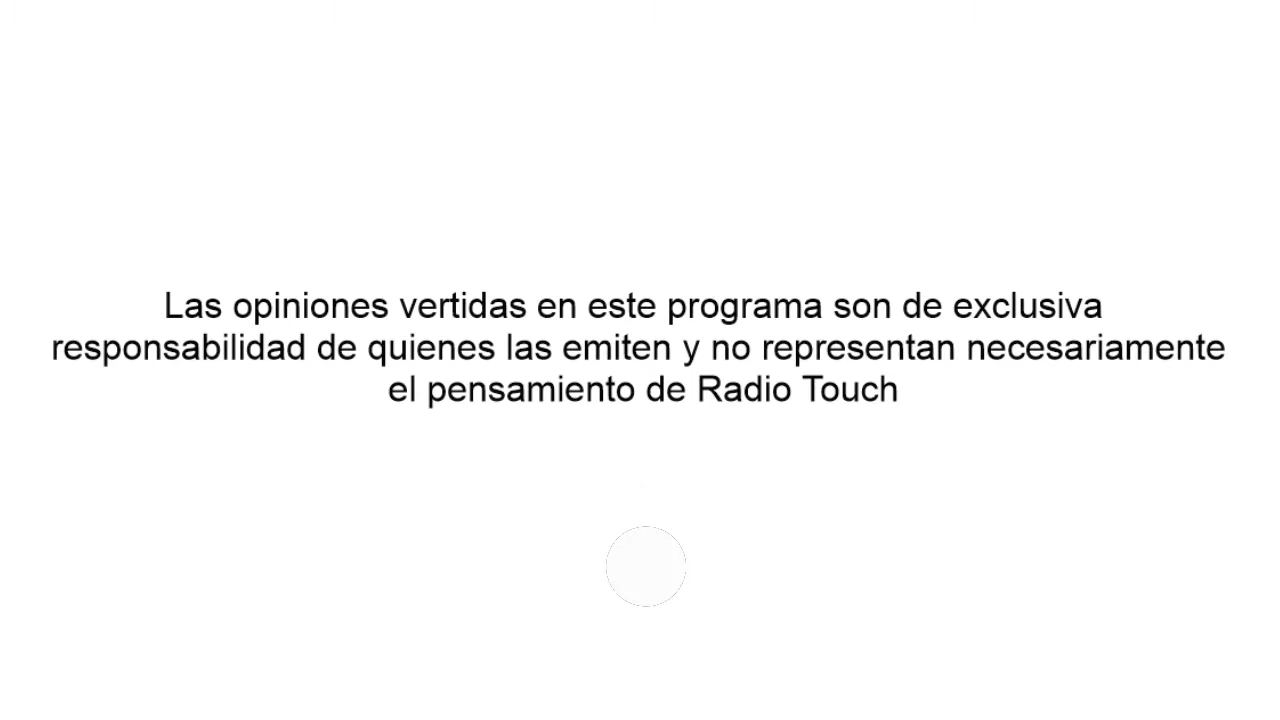 Las opiniones vertidas en este programa son de exclusiva
responsabilidad de quienes las emiten y no representan necesariamente
el pensamiento de Radio Touch